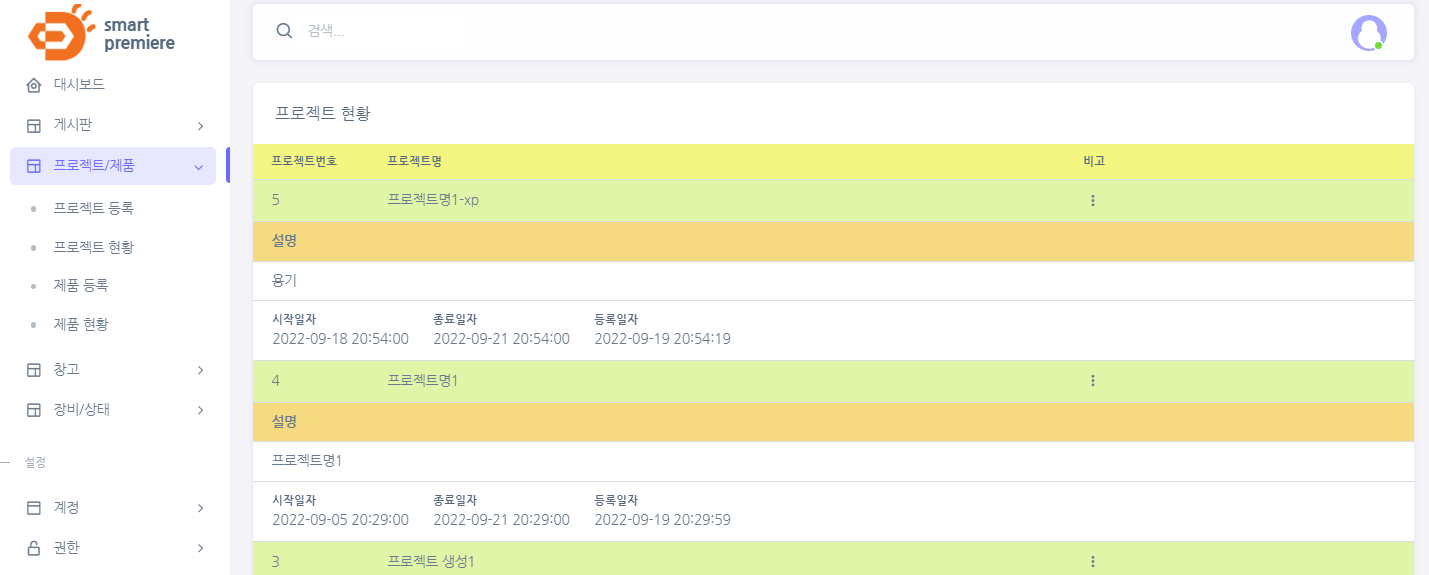 smart
premiere
대시보드
게시판
프로젝트/제품
프로젝트 등록
프로젝트 현황
제품 등록
제품 현황
창고
장비/상태
설정
계정
권한
검색...
프로젝트 현황
프로젝트번호 프로젝트명 비고
5 프로젝트명1-xp
설명
용기
시작일자 종료일자 등록일자
2022-09-18 20:54:00 2022-09-21 20:54:00 2022-09-19 20:54:19
4 프로젝트명1
설명
프로젝트명1
시작일자 종료일자 등록일자
2022-09-05 20:29:00 2022-09-21 20:29:00 2022-09-19 20:29:59
3 프로젝트 생성1